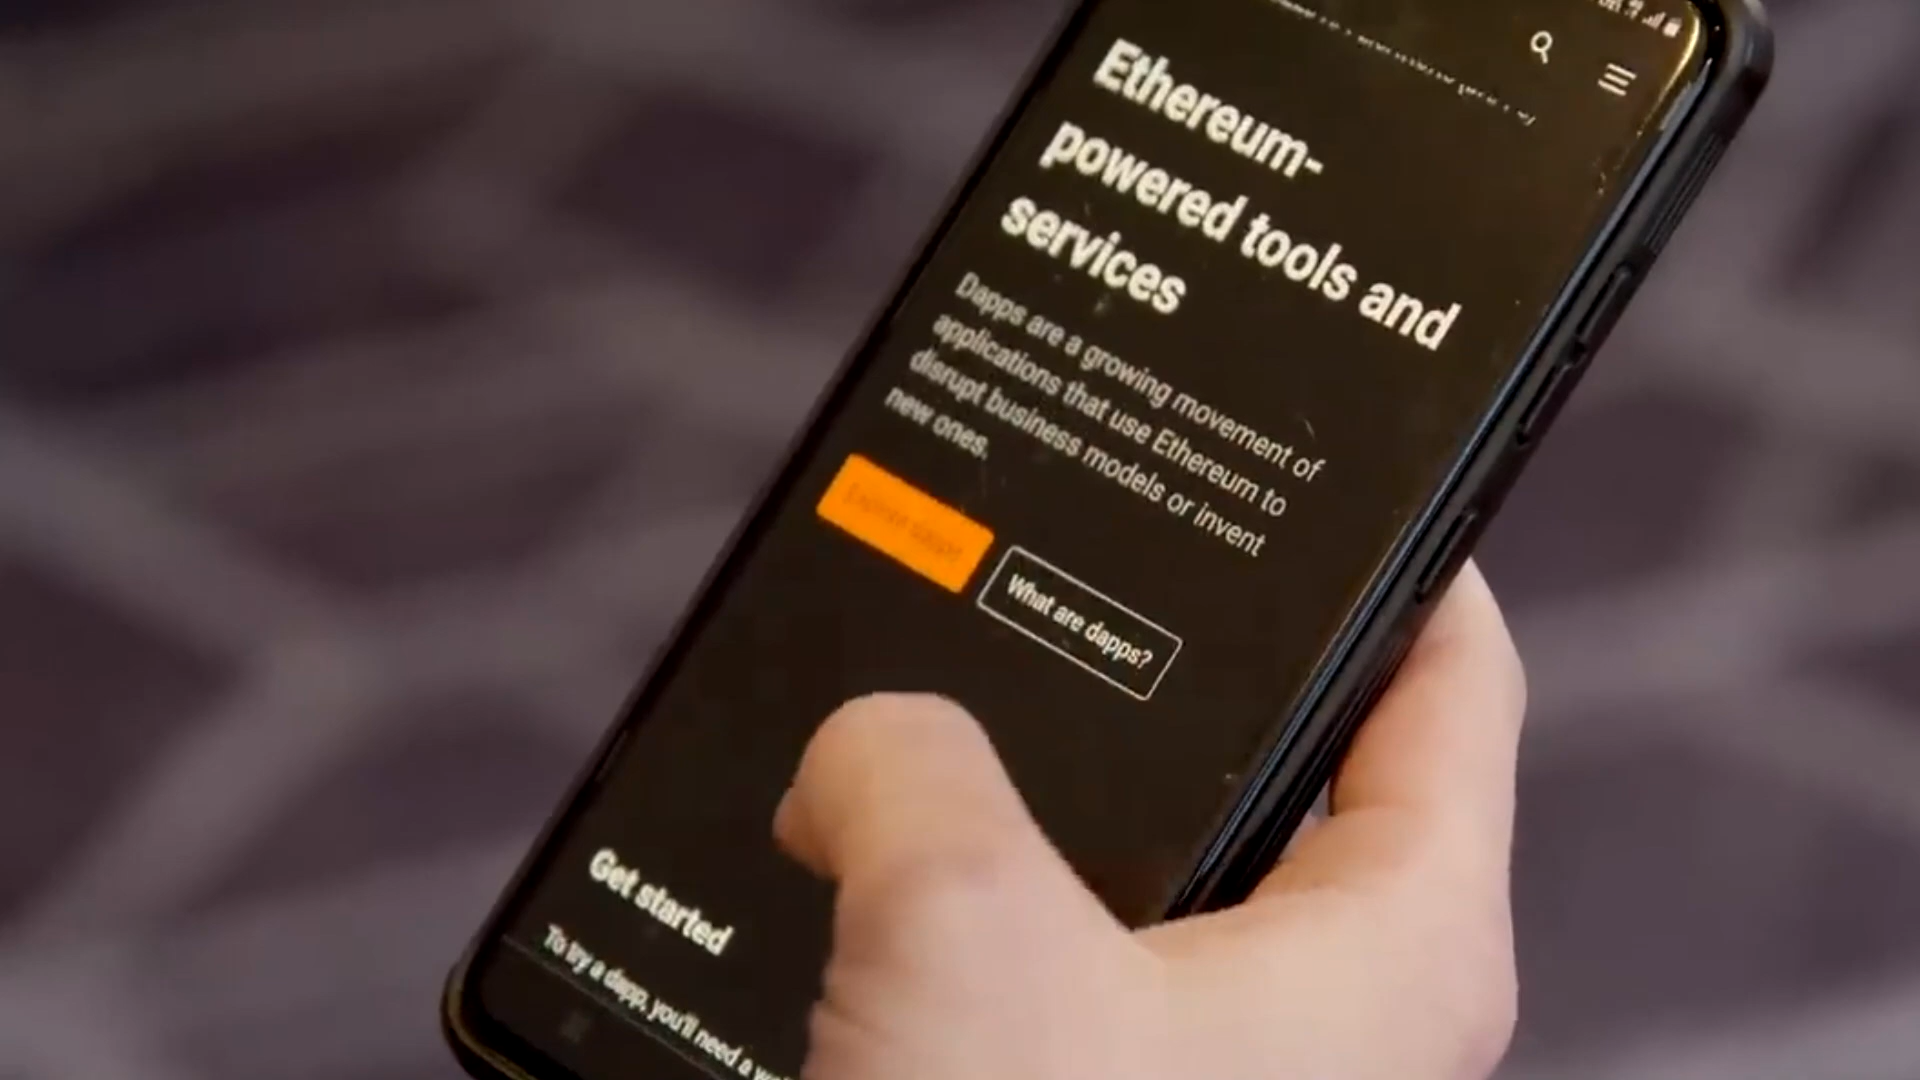 Ethereum-
powered tools and
services
Dapps are a growing movement of
applications that use Ethereum to
disrupt business models or invent
new ones.
Explore dapps
What are dapps?
Get started
To try a dapp, you'll need a